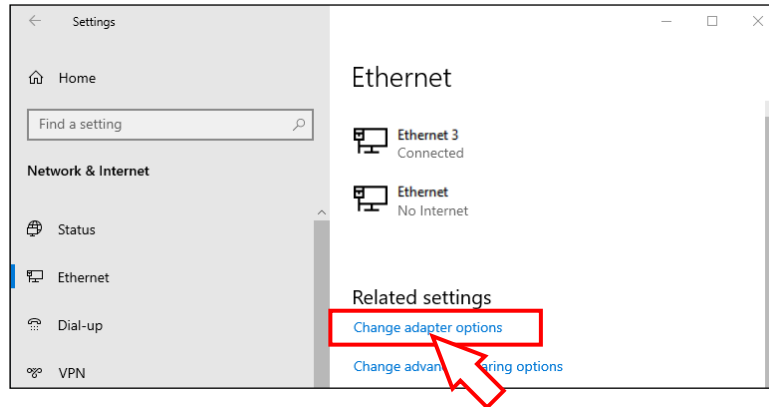 Settings
Home
Find a setting
Network & Internet
Status
Ethernet
Dial-up
VPN
Ethernet
Ethernet 3
Connected
Ethernet
No Internet
Related settings
Change adapter options
Change advan aring options